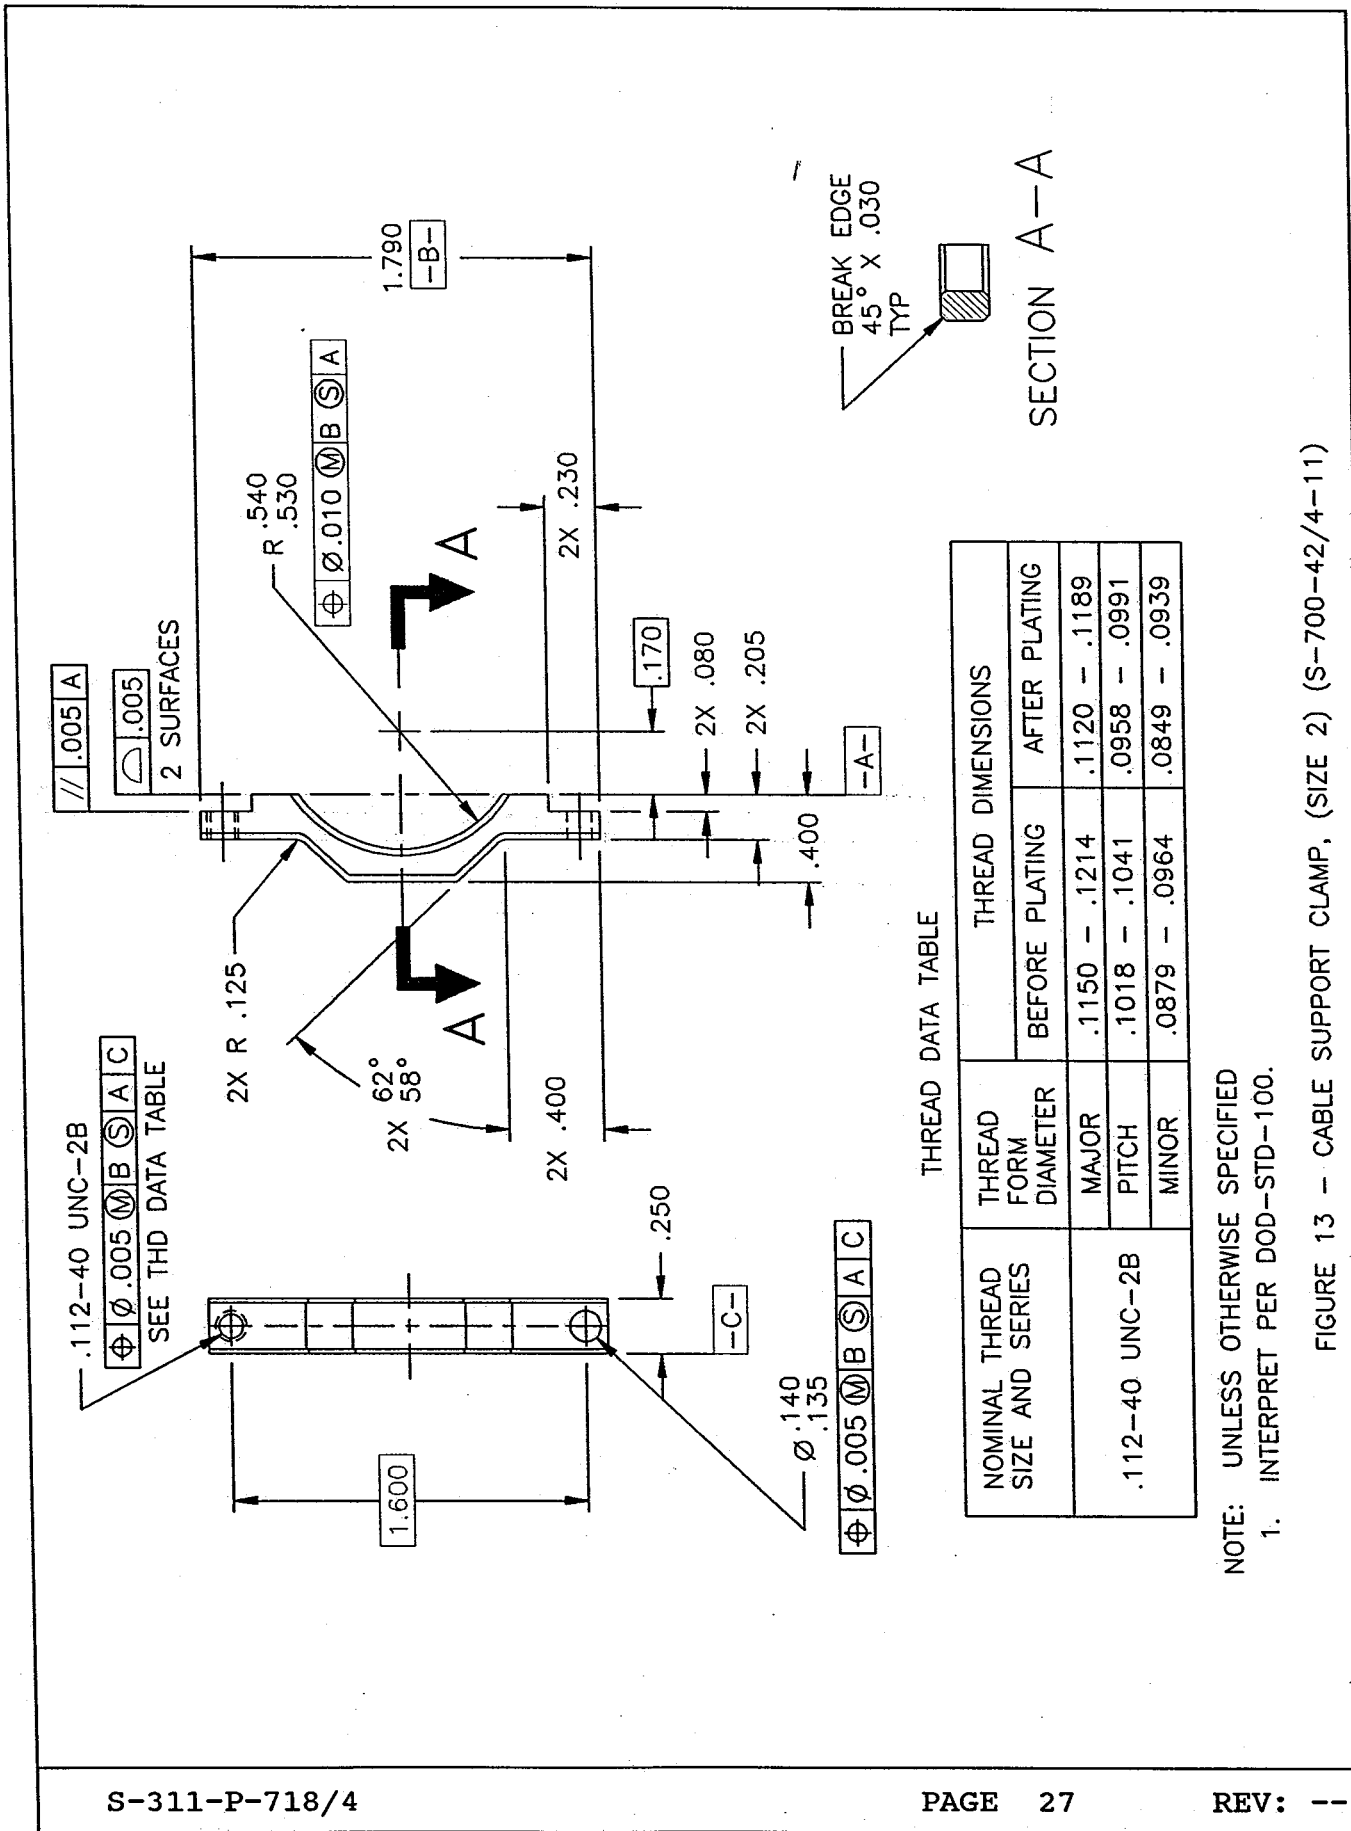 .112-40 UNC-2B
⌖ Ø .005 Ⓜ B Ⓢ A C
SEE THD DATA TABLE
1.600
Ø .140
.135
⌖ Ø .005 Ⓜ B Ⓢ A C
.250
-C-
// .005 A
⌓ .005
2 SURFACES
2X R .125
62°
58°
2X
2X .400
A
A
R .540
.530
⌖ Ø .010 Ⓜ B Ⓢ A
1.790
-B-
2X .230
.170
2X .080
2X .205
.400
-A-
BREAK EDGE
45° X .030
TYP
SECTION A-A
THREAD DATA TABLE
NOMINAL THREAD SIZE AND SERIES
THREAD FORM DIAMETER
THREAD DIMENSIONS
BEFORE PLATING AFTER PLATING
.112-40 UNC-2B
MAJOR .1150 - .1214 .1120 - .1189
PITCH .1018 - .1041 .0958 - .0991
MINOR .0879 - .0964 .0849 - .0939
NOTE: UNLESS OTHERWISE SPECIFIED
1. INTERPRET PER DOD-STD-100.
FIGURE 13 - CABLE SUPPORT CLAMP, (SIZE 2) (S-700-42/4-11)
S-311-P-718/4 PAGE 27 REV: --